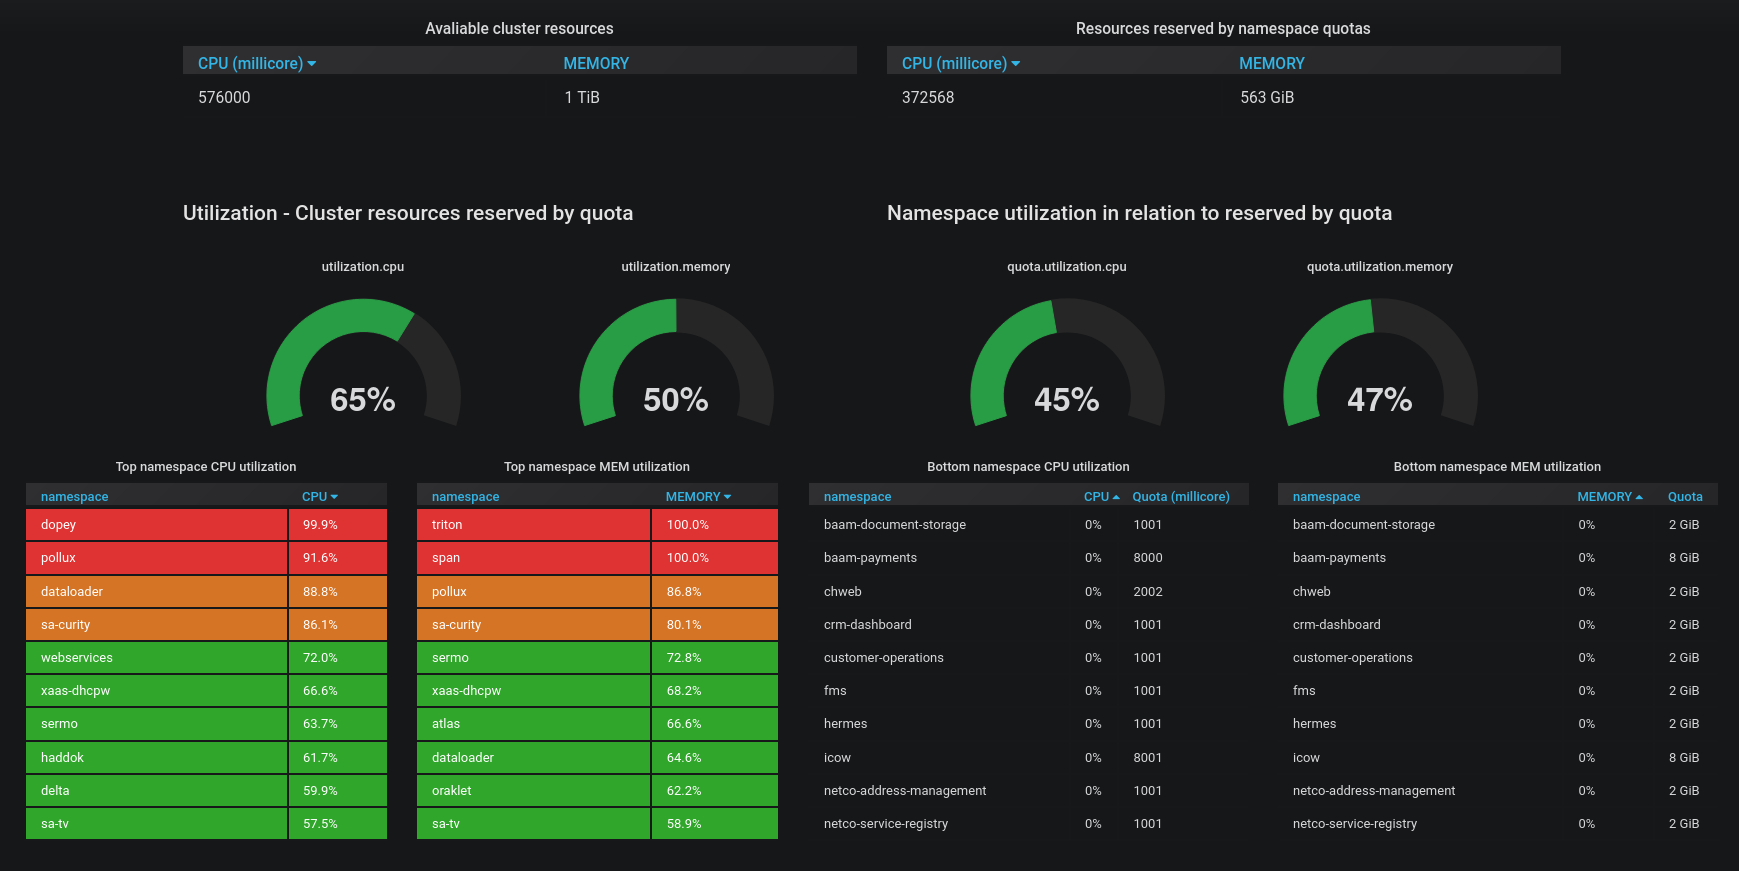 Avaliable cluster resources
CPU (millicore) MEMORY
576000 1 TiB
Resources reserved by namespace quotas
CPU (millicore) MEMORY
372568 563 GiB
Utilization - Cluster resources reserved by quota
utilization.cpu
65%
utilization.memory
50%
Namespace utilization in relation to reserved by quota
quota.utilization.cpu
45%
quota.utilization.memory
47%
Top namespace CPU utilization
namespace CPU
dopey 99.9%
pollux 91.6%
dataloader 88.8%
sa-curity 86.1%
webservices 72.0%
xaas-dhcpw 66.6%
sermo 63.7%
haddok 61.7%
delta 59.9%
sa-tv 57.5%
Top namespace MEM utilization
namespace MEMORY
triton 100.0%
span 100.0%
pollux 86.8%
sa-curity 80.1%
sermo 72.8%
xaas-dhcpw 68.2%
atlas 66.6%
dataloader 64.6%
oraklet 62.2%
sa-tv 58.9%
Bottom namespace CPU utilization
namespace CPU Quota (millicore)
baam-document-storage 0% 1001
baam-payments 0% 8000
chweb 0% 2002
crm-dashboard 0% 1001
customer-operations 0% 1001
fms 0% 1001
hermes 0% 1001
icow 0% 8001
netco-address-management 0% 1001
netco-service-registry 0% 1001
Bottom namespace MEM utilization
namespace MEMORY Quota
baam-document-storage 0% 2 GiB
baam-payments 0% 8 GiB
chweb 0% 2 GiB
crm-dashboard 0% 2 GiB
customer-operations 0% 2 GiB
fms 0% 2 GiB
hermes 0% 2 GiB
icow 0% 8 GiB
netco-address-management 0% 2 GiB
netco-service-registry 0% 2 GiB